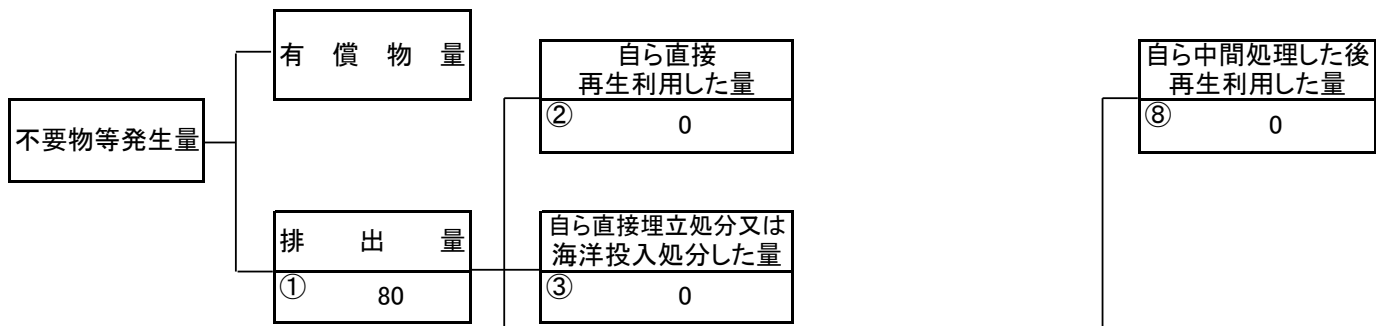 有償物量
自ら直接
再生利用した量
② 0
自ら中間処理した後
再生利用した量
⑧ 0
不要物等発生量
排出量
① 80
自ら直接埋立処分又は
海洋投入処分した量
③ 0